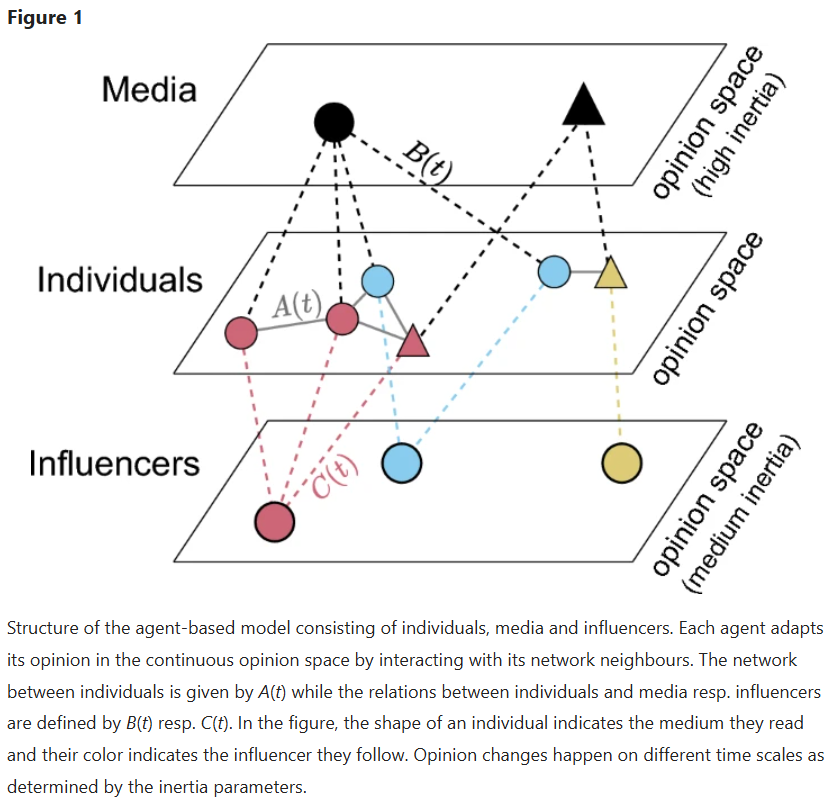 Figure 1
Media
B(t)
opinion space
(high inertia)
Individuals
A(t)
opinion space
Influencers
C(t)
opinion space
(medium inertia)
Structure of the agent-based model consisting of individuals, media and influencers. Each agent adapts
its opinion in the continuous opinion space by interacting with its network neighbours. The network
between individuals is given by A(t) while the relations between individuals and media resp. influencers
are defined by B(t) resp. C(t). In the figure, the shape of an individual indicates the medium they read
and their color indicates the influencer they follow. Opinion changes happen on different time scales as
determined by the inertia parameters.